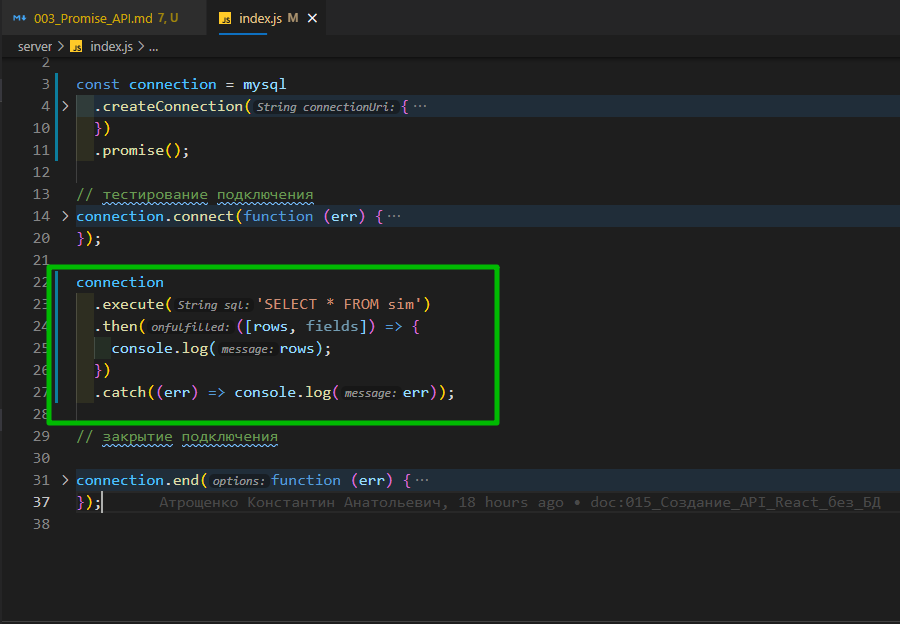 003_Promise_API.md 7, U index.js M
server > index.js > ...
2
3 const connection = mysql
4 .createConnection( String connectionUri: { ...
10 })
11 .promise();
12
13 // тестирование подключения
14 connection.connect(function (err) { ...
20 });
21
22 connection
23 .execute( String sql: 'SELECT * FROM sim')
24 .then( onfulfilled: ([rows, fields]) => {
25 console.log( message: rows);
26 })
27 .catch((err) => console.log( message: err));
28
29 // закрытие подключения
30
31 connection.end( options: function (err) { ...
37 }); Атрощенко Константин Анатольевич, 18 hours ago • doc:015_Создание_API_React_без_БД
38